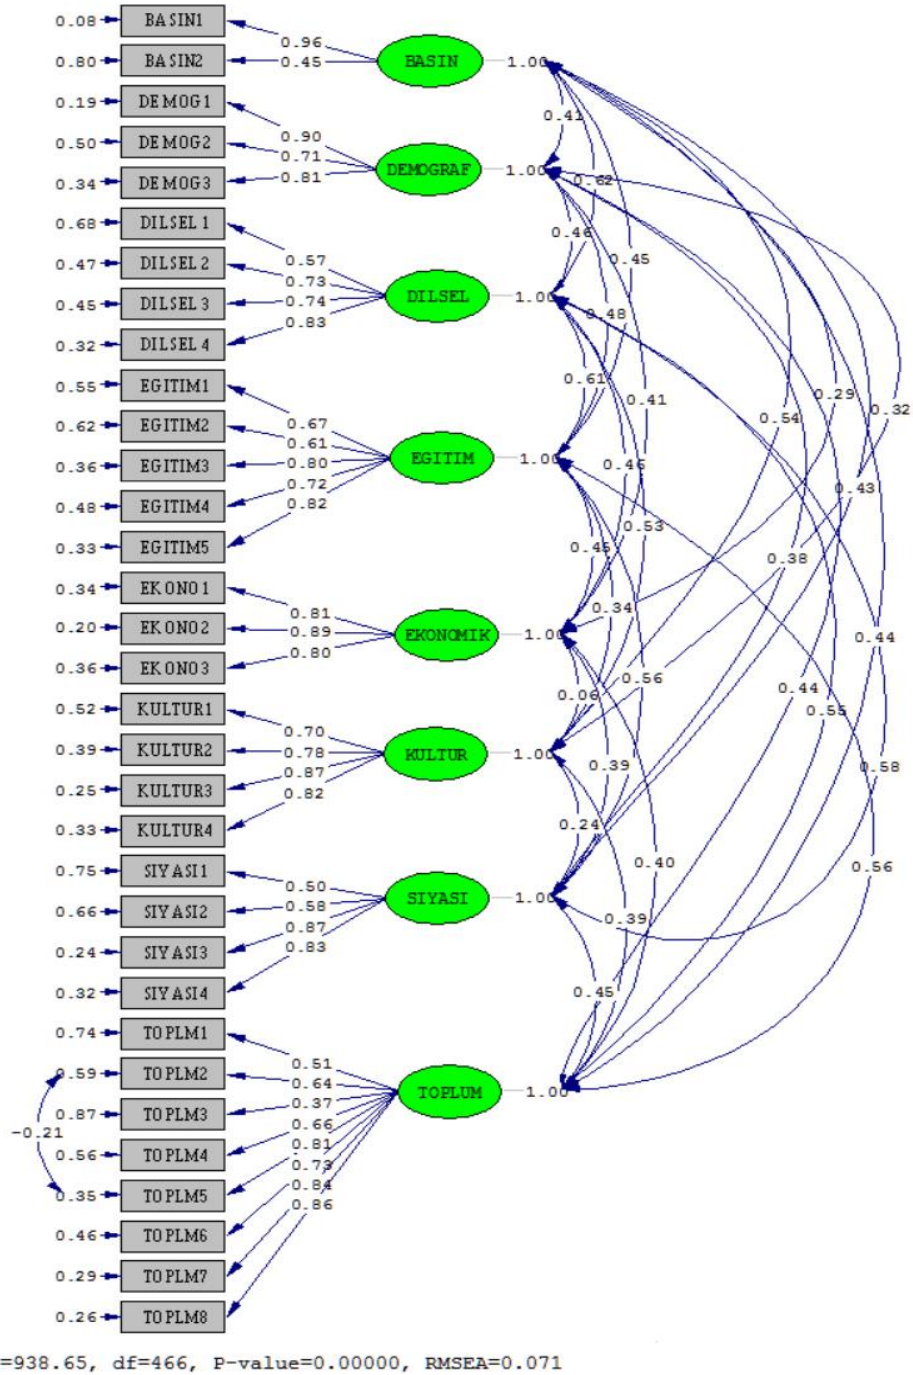 0.08 BASIN1
0.96
0.80 BASIN2
0.45
BASIN 1.00
0.19 DEMOG1
0.90
0.41
0.50 DEMOG2
0.71
DEMOGRAF 1.00
0.34 DEMOG3
0.81
0.62
0.68 DILSEL1
0.46
0.57
0.45
0.47 DILSEL2
0.73
DILSEL 1.00
0.45 DILSEL3
0.74
0.48
0.32 DILSEL4
0.83
0.61
0.55 EGITIM1
0.29
0.41
0.32
0.67
0.54
0.62 EGITIM2
0.61
EGITIM 1.00
0.36 EGITIM3
0.80
0.46
0.72
0.43
0.48 EGITIM4
0.82
0.53
0.33 EGITIM5
0.45
0.38
0.34 EKONO1
0.81
0.34
0.20 EKONO2
0.89
EKONOMIK 1.00
0.44
0.36 EKONO3
0.80
0.56
0.44
0.06
0.52 KULTUR1
0.55
0.70
0.39 KULTUR2
0.78
KULTUR 1.00
0.39
0.58
0.25 KULTUR3
0.87
0.82
0.24
0.33 KULTUR4
0.40
0.56
0.75 SIYASI1
0.50
SIYASI 1.00
0.66 SIYASI2
0.58
0.39
0.87
0.24 SIYASI3
0.83
0.32 SIYASI4
0.45
0.74 TOPLM1
0.51
0.59 TOPLM2
0.64
TOPLUM 1.00
0.37
0.87 TOPLM3
0.66
-0.21
0.81
0.56 TOPLM4
0.73
0.84
0.35 TOPLM5
0.86
0.46 TOPLM6
0.29 TOPLM7
0.26 TOPLM8
=938.65, df=466, P-value=0.00000, RMSEA=0.071